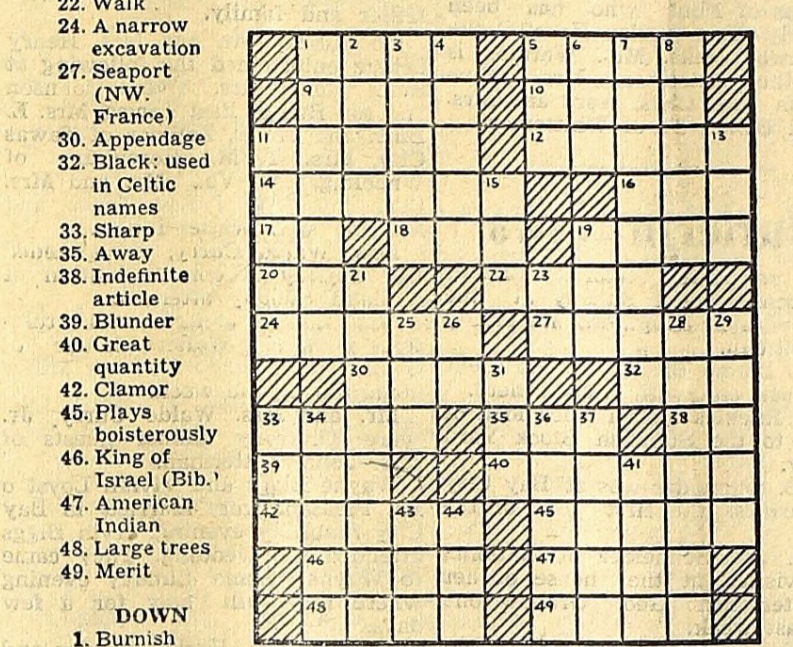 22. Walk
24. A narrow
excavation
27. Seaport
(NW.
France)
30. Appendage
32. Black: used
in Celtic
names
33. Sharp
35. Away
38. Indefinite
article
39. Blunder
40. Great
quantity
42. Clamor
45. Plays
boisterously
46. King of
Israel (Bib.'
47. American
Indian
48. Large trees
49. Merit
DOWN
1. Burnish
1 2 3 4 5 6 7 8
9 10
11 12 13
14 15 16
17 18 19
20 21 22 23
24 25 26 27 28 29
30 31 32
33 34 35 36 37 38
39 40 41
42 43 44 45
46 47
48 49